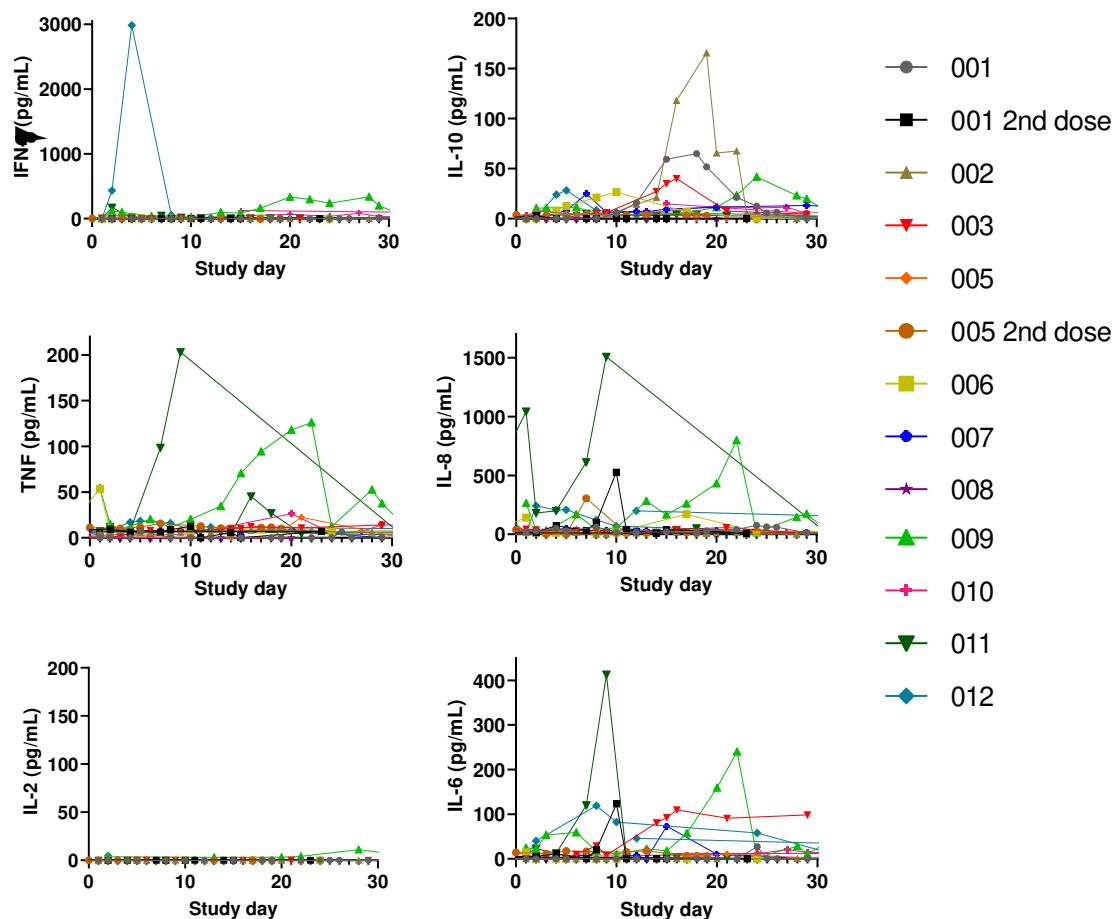 IFN-γ (pg/mL)
3000
2000
1000
0
0 10 20 30
Study day
IL-10 (pg/mL)
200
150
100
50
0
0 10 20 30
Study day
TNF (pg/mL)
200
150
100
50
0
0 10 20 30
Study day
IL-8 (pg/mL)
1500
1000
500
0
0 10 20 30
Study day
IL-2 (pg/mL)
200
150
100
50
0
0 10 20 30
Study day
IL-6 (pg/mL)
400
300
200
100
0
0 10 20 30
Study day
001
001 2nd dose
002
003
005
005 2nd dose
006
007
008
009
010
011
012